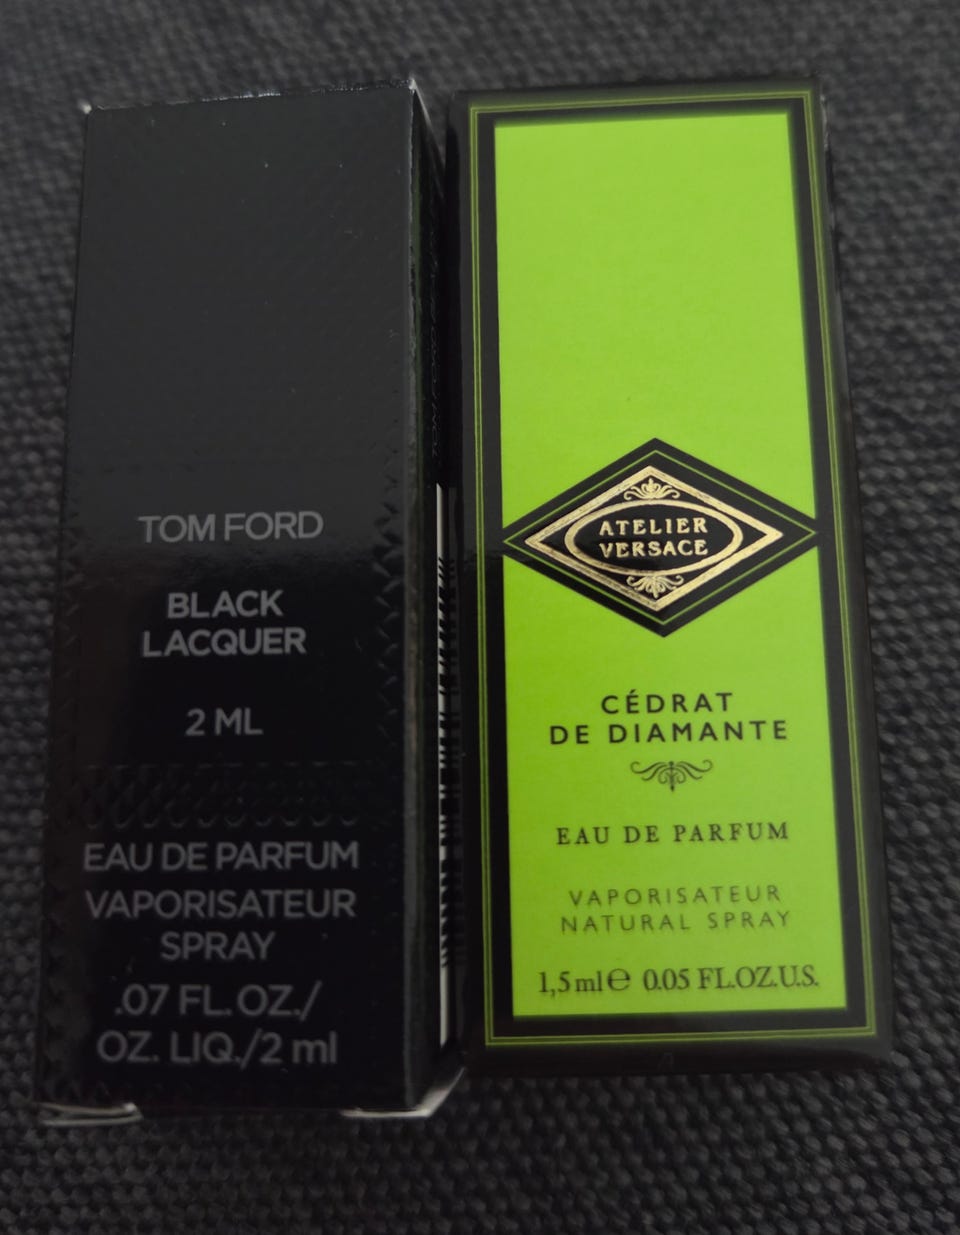 TOM FORD
BLACK
LACQUER
2 ML
EAU DE PARFUM
VAPORISATEUR
SPRAY
.07 FL.OZ./
OZ. LIQ./2 ml
ATELIER
VERSACE
CÉDRAT
DE DIAMANTE
EAU DE PARFUM
VAPORISATEUR
NATURAL SPRAY
1,5 ml ℮ 0.05 FL.OZ.U.S.